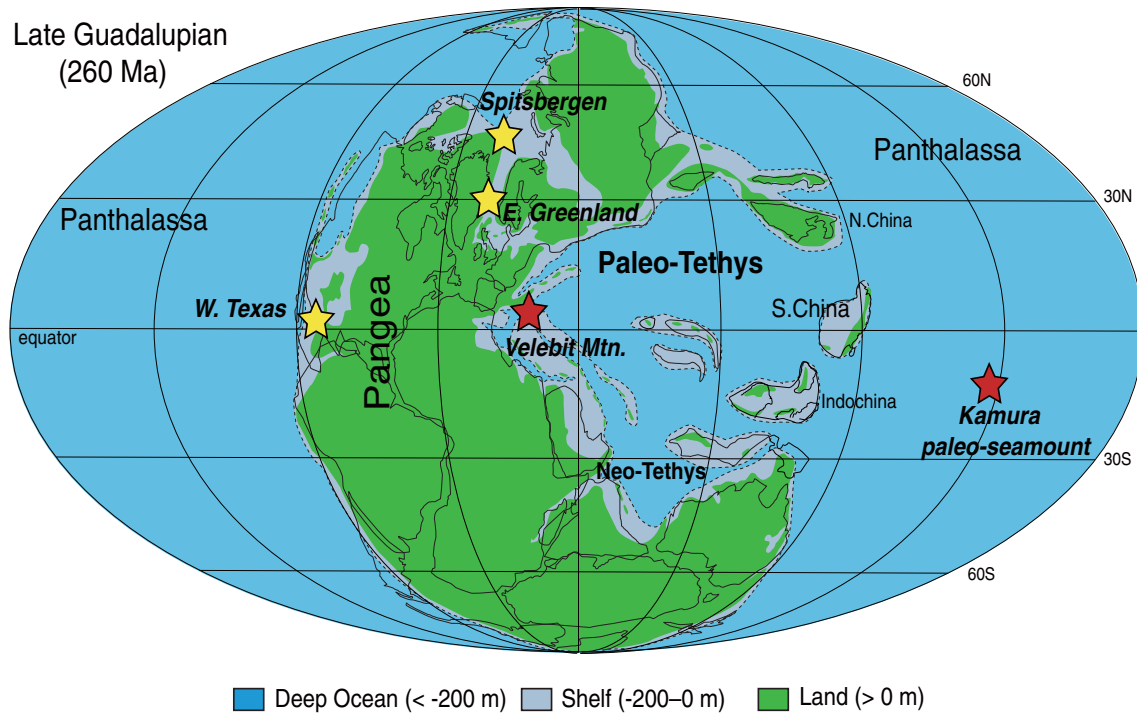 Late Guadalupian
(260 Ma)
60N
Spitsbergen
Panthalassa
30N
Panthalassa
E. Greenland
N.China
Paleo-Tethys
W. Texas
Pangea
S.China
equator
Velebit Mtn.
Indochina
Kamura
paleo-seamount
30S
Neo-Tethys
60S
Deep Ocean (< -200 m)
Shelf (-200–0 m)
Land (> 0 m)